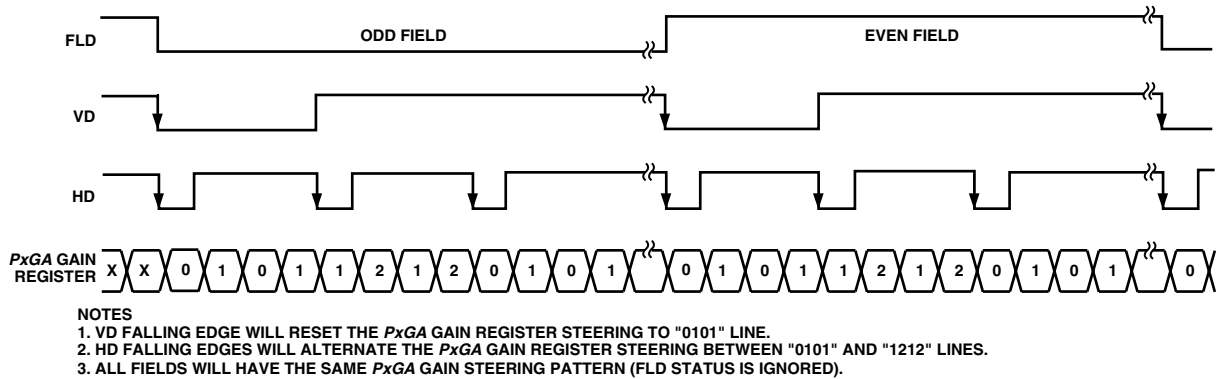 FLD
ODD FIELD
EVEN FIELD
VD
HD
PxGA GAIN
REGISTER
X X 0 1 0 1 1 2 1 2 0 1 0 1 0 1 0 1 1 2 1 2 0 1 0 1 0
NOTES
1. VD FALLING EDGE WILL RESET THE PxGA GAIN REGISTER STEERING TO "0101" LINE.
2. HD FALLING EDGES WILL ALTERNATE THE PxGA GAIN REGISTER STEERING BETWEEN "0101" AND "1212" LINES.
3. ALL FIELDS WILL HAVE THE SAME PxGA GAIN STEERING PATTERN (FLD STATUS IS IGNORED).